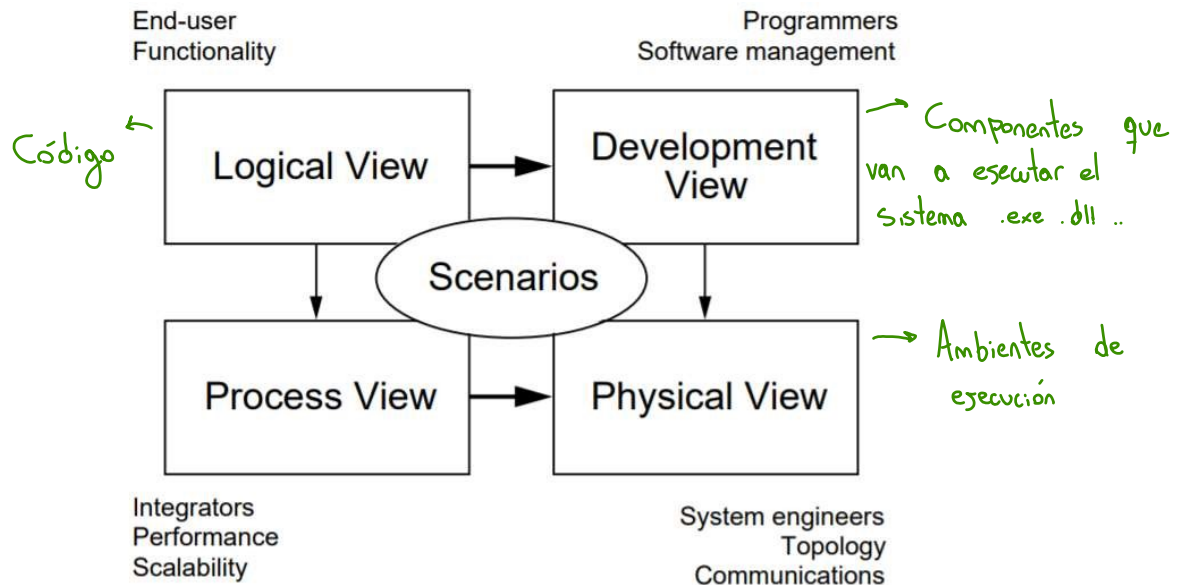 End-user
Functionality
Programmers
Software management
Código
Logical View
Development
View
Componentes que
van a esecutar el
sistema .exe .dll ..
Scenarios
Process View
Physical View
Ambientes de
ejecución
Integrators
Performance
Scalability
System engineers
Topology
Communications